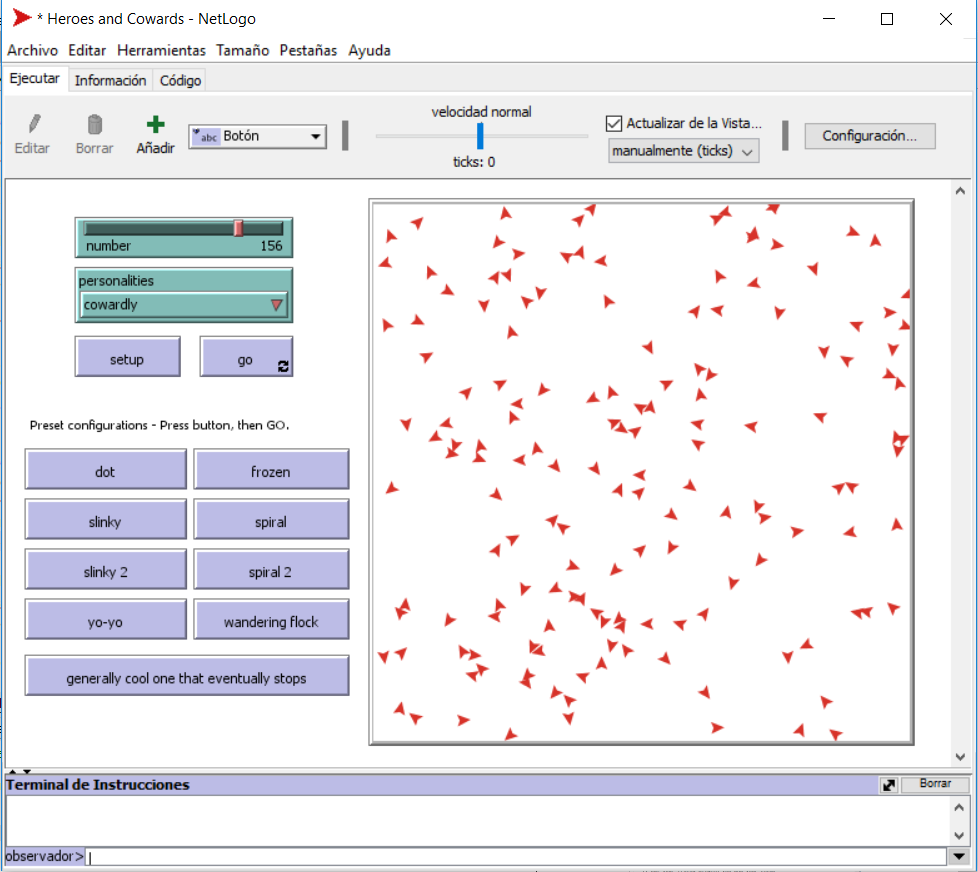 * Heroes and Cowards - NetLogo
Archivo Editar Herramientas Tamaño Pestañas Ayuda
Ejecutar Información Código
Editar Borrar Añadir abc Botón
velocidad normal
ticks: 0
Actualizar de la Vista...
manualmente (ticks)
Configuración...
number 156
personalities
cowardly
setup go
Preset configurations - Press button, then GO.
dot frozen
slinky spiral
slinky 2 spiral 2
yo-yo wandering flock
generally cool one that eventually stops
Terminal de Instrucciones Borrar
observador>